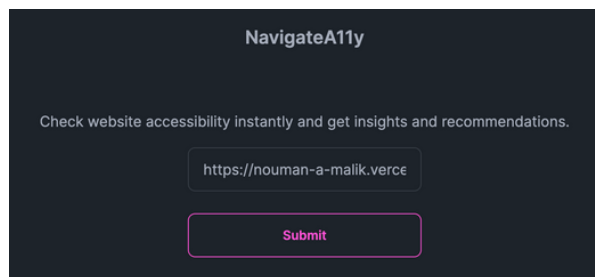 NavigateA11y
Check website accessibility instantly and get insights and recommendations.
https://nouman-a-malik.verce
Submit